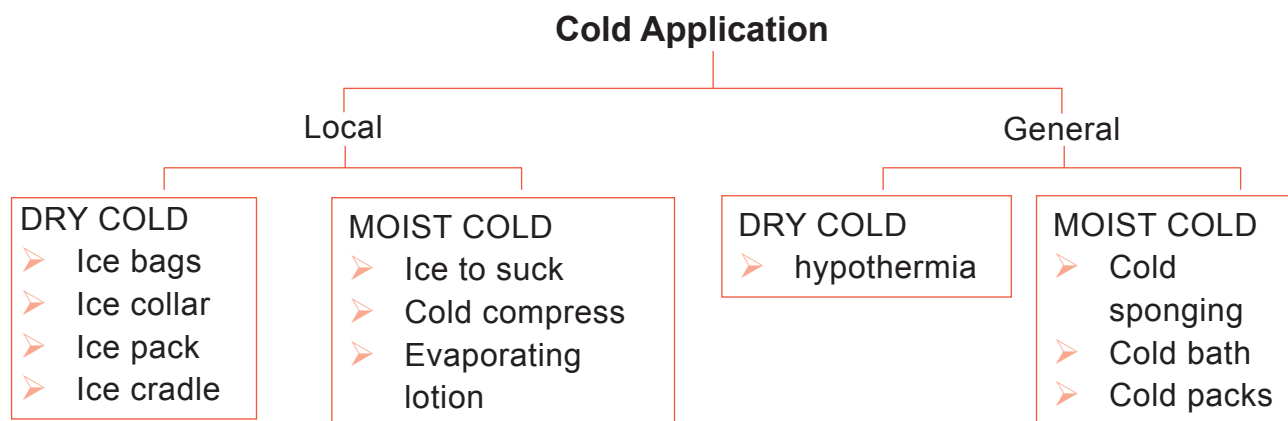 Cold Application
Local
General
DRY COLD
➢ Ice bags
➢ Ice collar
➢ Ice pack
➢ Ice cradle
MOIST COLD
➢ Ice to suck
➢ Cold compress
➢ Evaporating
lotion
DRY COLD
➢ hypothermia
MOIST COLD
➢ Cold
sponging
➢ Cold bath
➢ Cold packs